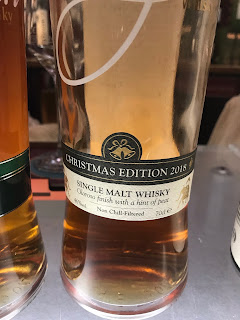 CHRISTMAS EDITION 2018
SINGLE MALT WHISKY
Oloroso finish with a hint of peat
Non Chill-Filtered 70cl e